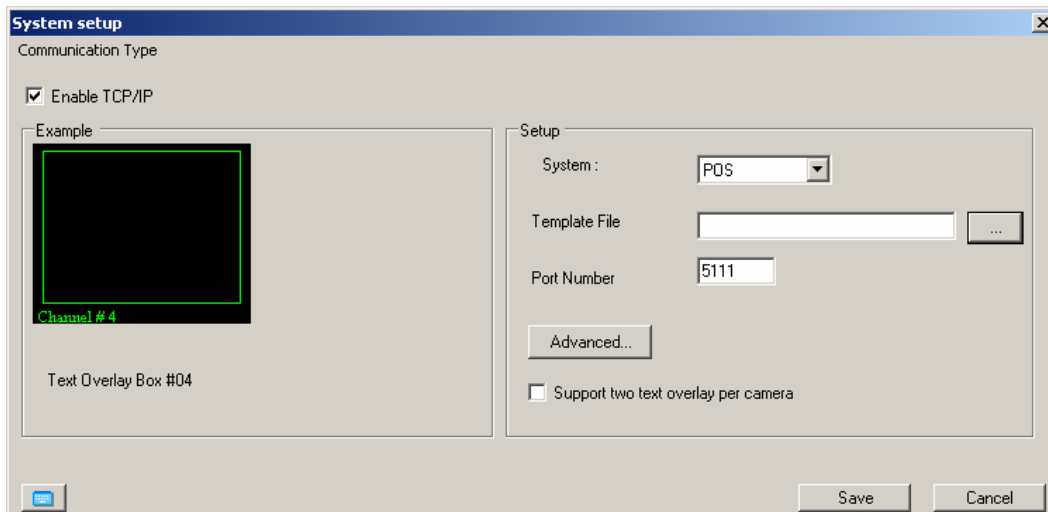 System setup
Communication Type
Enable TCP/IP
Example
Channel # 4
Text Overlay Box #04
Setup
System :
POS
Template File
...
Port Number
5111
Advanced...
Support two text overlay per camera
Save
Cancel